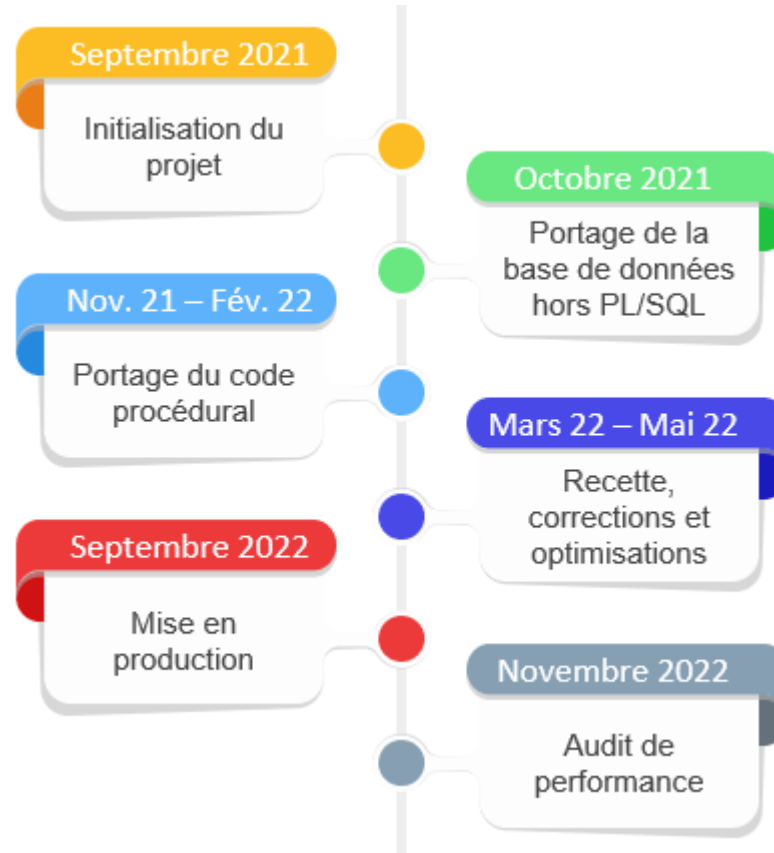 Septembre 2021
Initialisation du
projet
Octobre 2021
Portage de la
base de données
hors PL/SQL
Nov. 21 – Fév. 22
Portage du code
procédural
Mars 22 – Mai 22
Recette,
corrections et
optimisations
Septembre 2022
Mise en
production
Novembre 2022
Audit de
performance